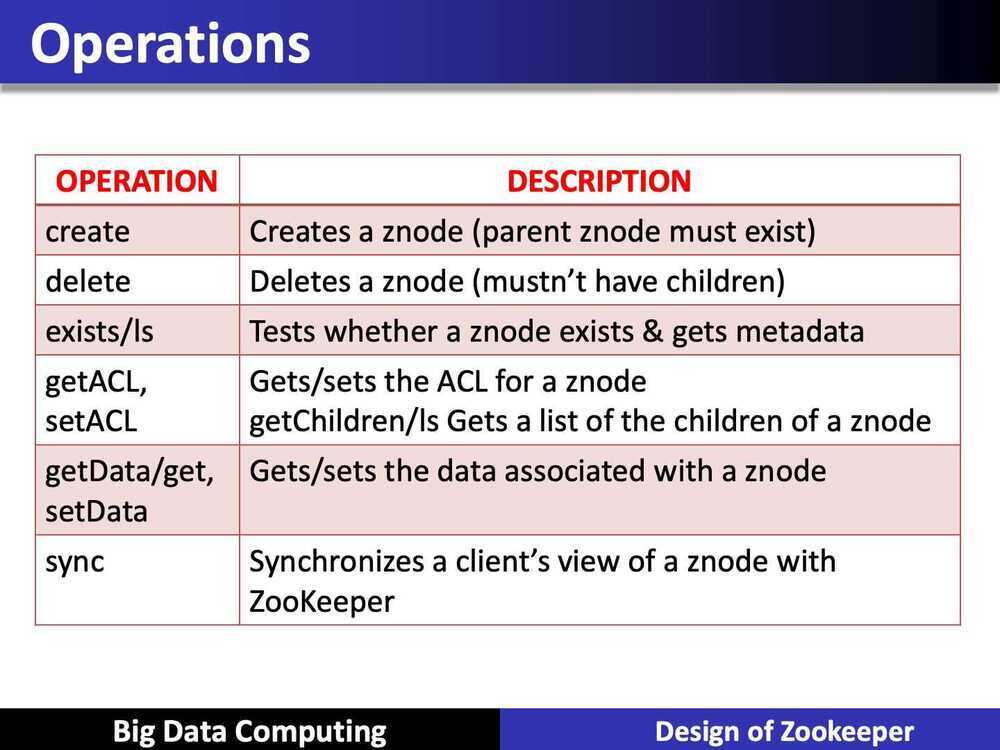 Operations
OPERATION DESCRIPTION
create Creates a znode (parent znode must exist)
delete Deletes a znode (mustn’t have children)
exists/ls Tests whether a znode exists & gets metadata
getACL, Gets/sets the ACL for a znode
setACL getChildren/ls Gets a list of the children of a znode
getData/get, Gets/sets the data associated with a znode
setData
sync Synchronizes a client’s view of a znode with
ZooKeeper
Big Data Computing Design of Zookeeper